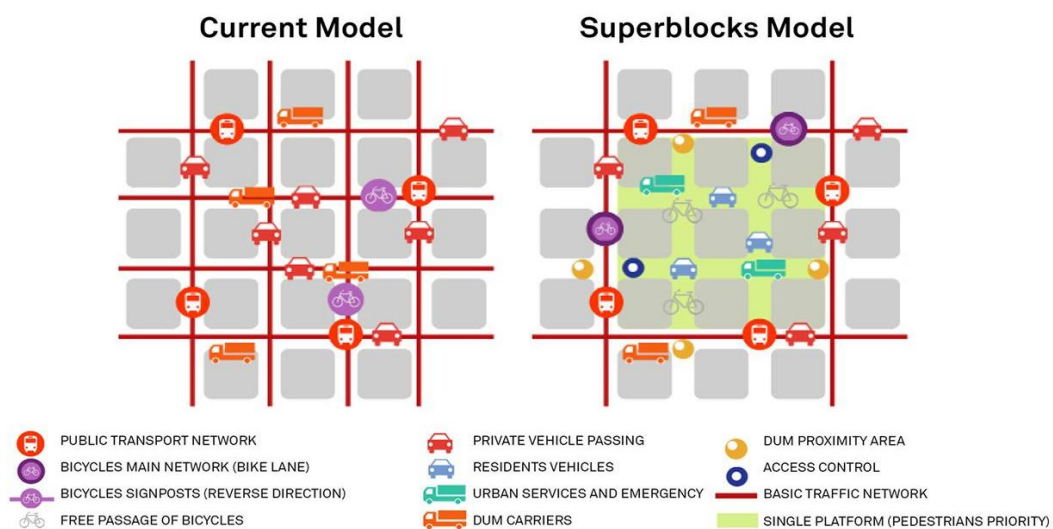 Current Model
Superblocks Model
PUBLIC TRANSPORT NETWORK
BICYCLES MAIN NETWORK (BIKE LANE)
BICYCLES SIGNPOSTS (REVERSE DIRECTION)
FREE PASSAGE OF BICYCLES
PRIVATE VEHICLE PASSING
RESIDENTS VEHICLES
URBAN SERVICES AND EMERGENCY
DUM CARRIERS
DUM PROXIMITY AREA
ACCESS CONTROL
BASIC TRAFFIC NETWORK
SINGLE PLATFORM (PEDESTRIANS PRIORITY)